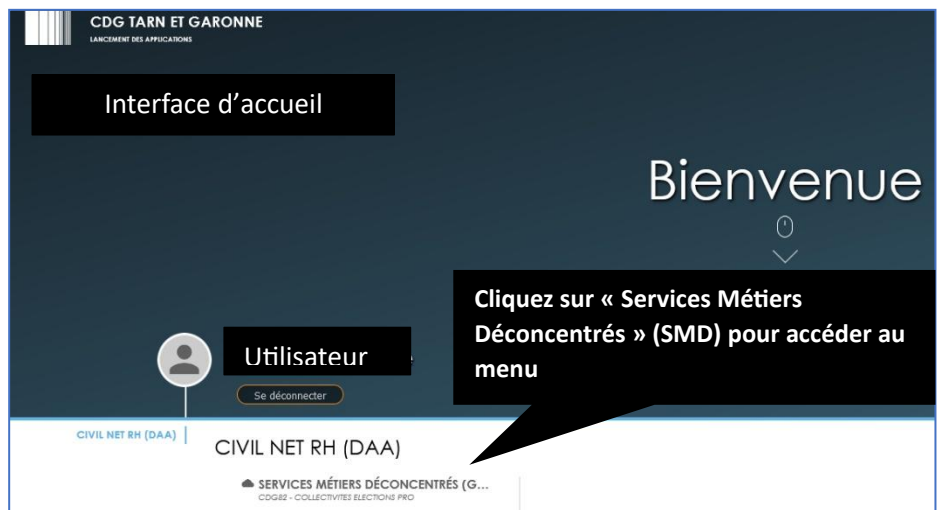 CDG TARN ET GARONNE
LANCEMENT DES APPLICATIONS
Interface d’accueil
Bienvenue
Cliquez sur « Services Métiers
Déconcentrés » (SMD) pour accéder au
menu
Utilisateur
Se déconnecter
CIVIL NET RH (DAA)
CIVIL NET RH (DAA)
SERVICES MÉTIERS DÉCONCENTRÉS (G...
CDG82 - COLLECTIVITES ELECTIONS PRO